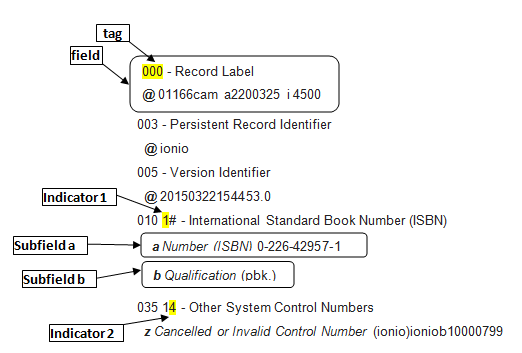 tag
field
000 - Record Label
@ 01166cam a2200325 i 4500
003 - Persistent Record Identifier
@ ionio
005 - Version Identifier
@ 20150322154453.0
Indicator 1
010 1# - International Standard Book Number (ISBN)
Subfield a
a Number (ISBN) 0-226-42957-1
Subfield b
b Qualification (pbk.)
035 14 - Other System Control Numbers
Indicator 2
z Cancelled or Invalid Control Number (ionio)ioniob10000799